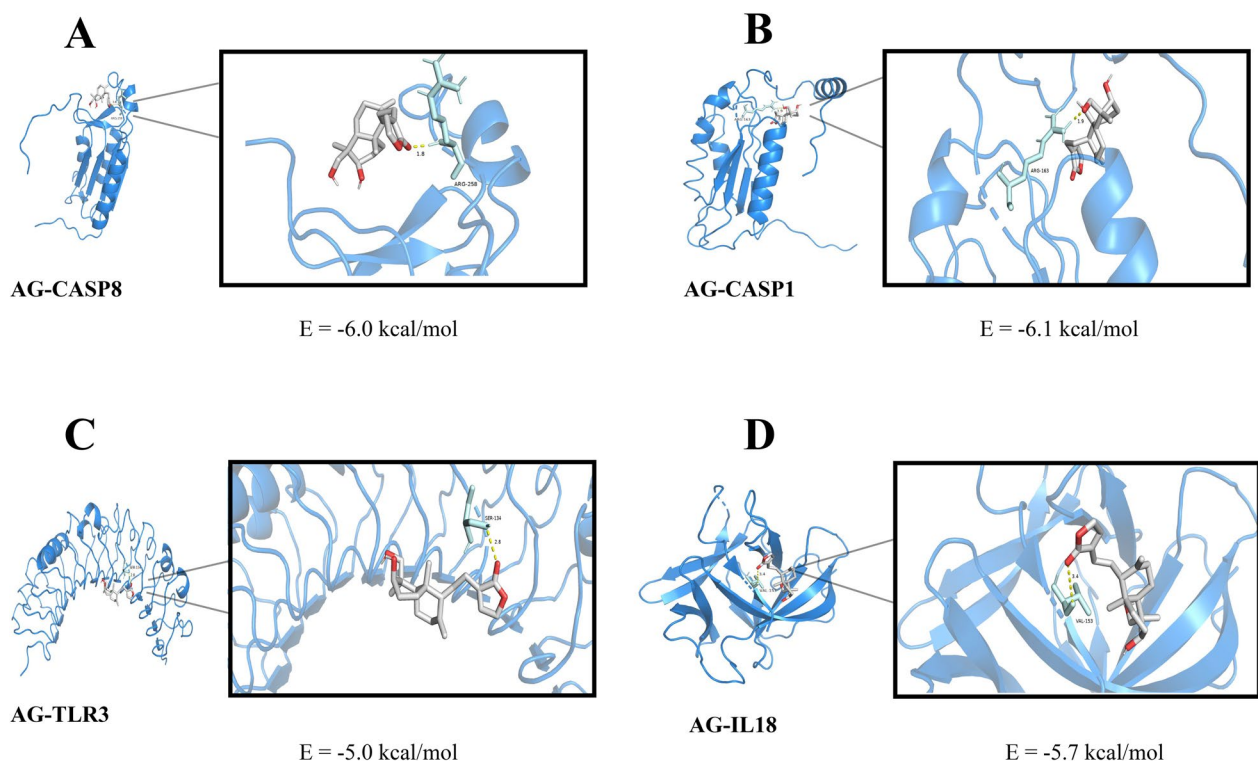 A
B
1.8
ARG-258
1.9
ARG-163
AG-CASP8
AG-CASP1
E = -6.0 kcal/mol
E = -6.1 kcal/mol
C
D
SER-134
2.8
VAL-153
AG-TLR3
AG-IL18
E = -5.0 kcal/mol
E = -5.7 kcal/mol